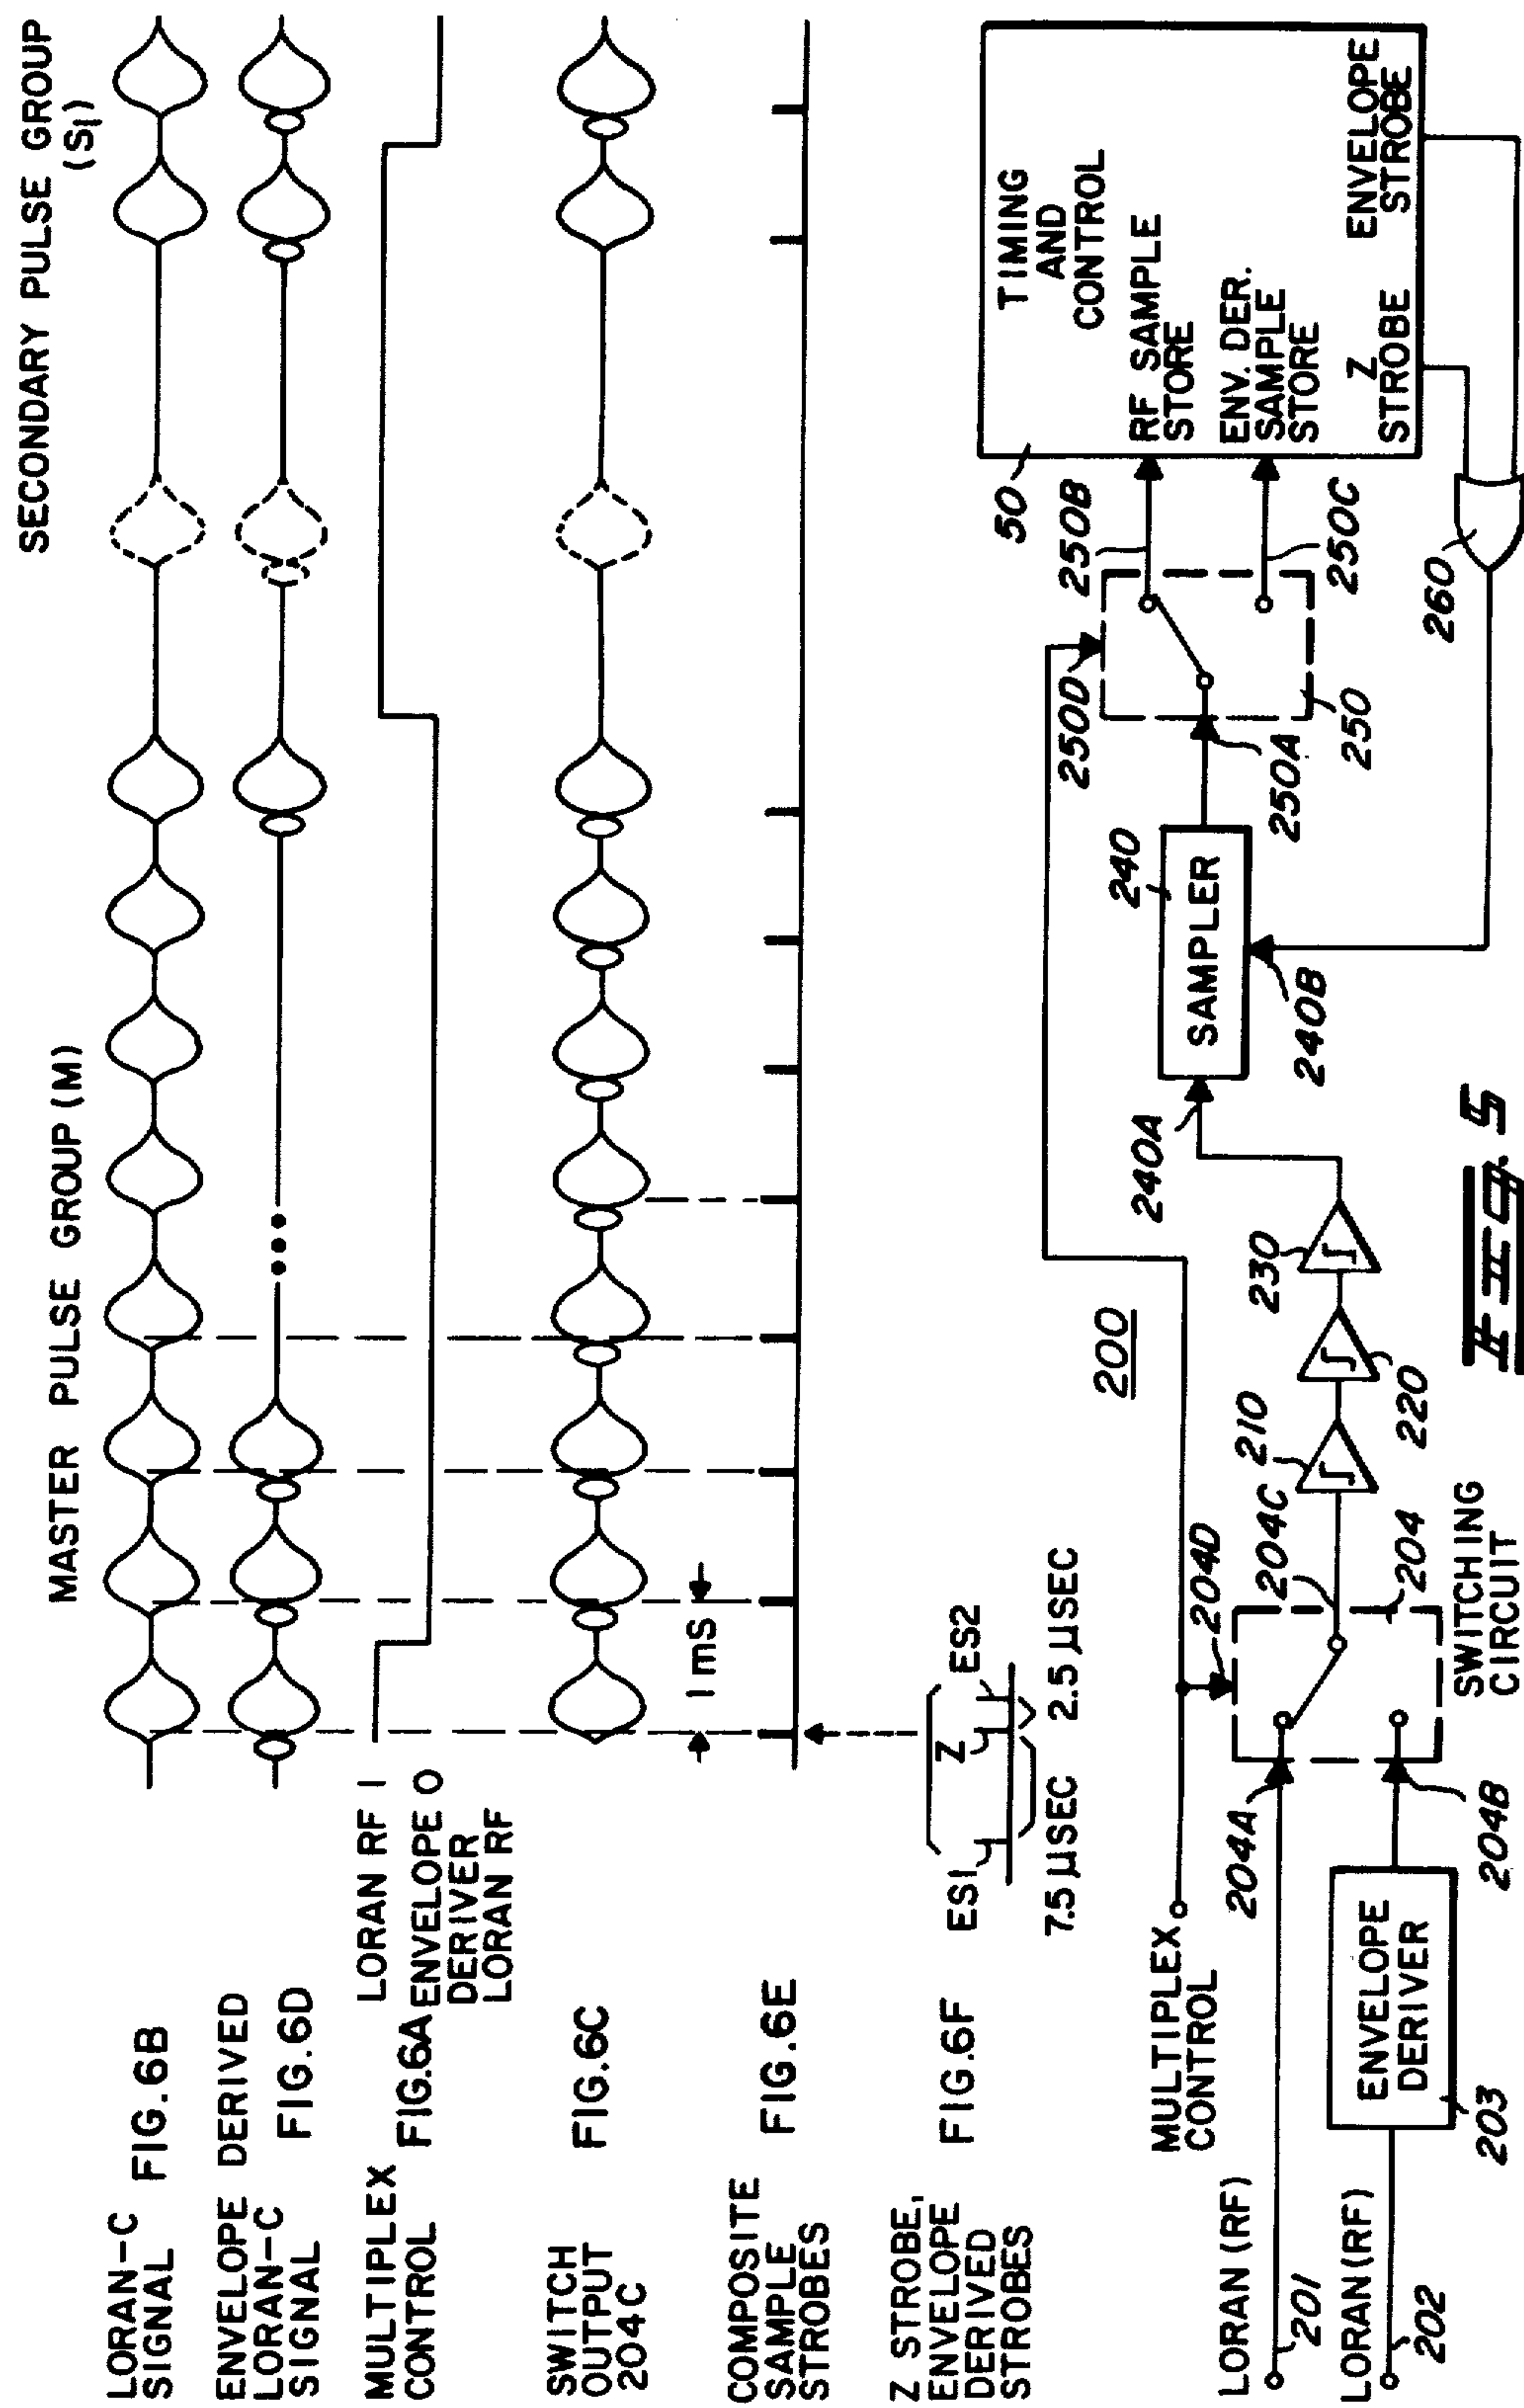 SECONDARY PULSE GROUP
(S1)
MASTER PULSE GROUP (M)
LORAN-C
SIGNAL
FIG.6B
ENVELOPE DERIVED
LORAN-C
SIGNAL
FIG.6D
LORAN RF 1
MULTIPLEX
CONTROL
FIG.6A
ENVELOPE 0
DERIVER
LORAN RF
SWITCH
OUTPUT
204C
FIG.6C
1 mS
COMPOSITE
SAMPLE
STROBES
FIG.6E
Z STROBE,
ENVELOPE
DERIVED
STROBES
FIG.6F
ES1
Z
ES2
7.5 µSEC
2.5 µSEC
200
MULTIPLEX
CONTROL
LORAN (RF)
201
LORAN (RF)
202
ENVELOPE
DERIVER
203
204A
204B
204D
204C
204
SWITCHING
CIRCUIT
210
220
230
240A
SAMPLER
240
240B
250D
250A
250
250B
250C
50
TIMING
AND
CONTROL
RF SAMPLE
STORE
ENV. DER.
SAMPLE
STORE
Z
STROBE
ENVELOPE
STROBE
260
FIG. 5